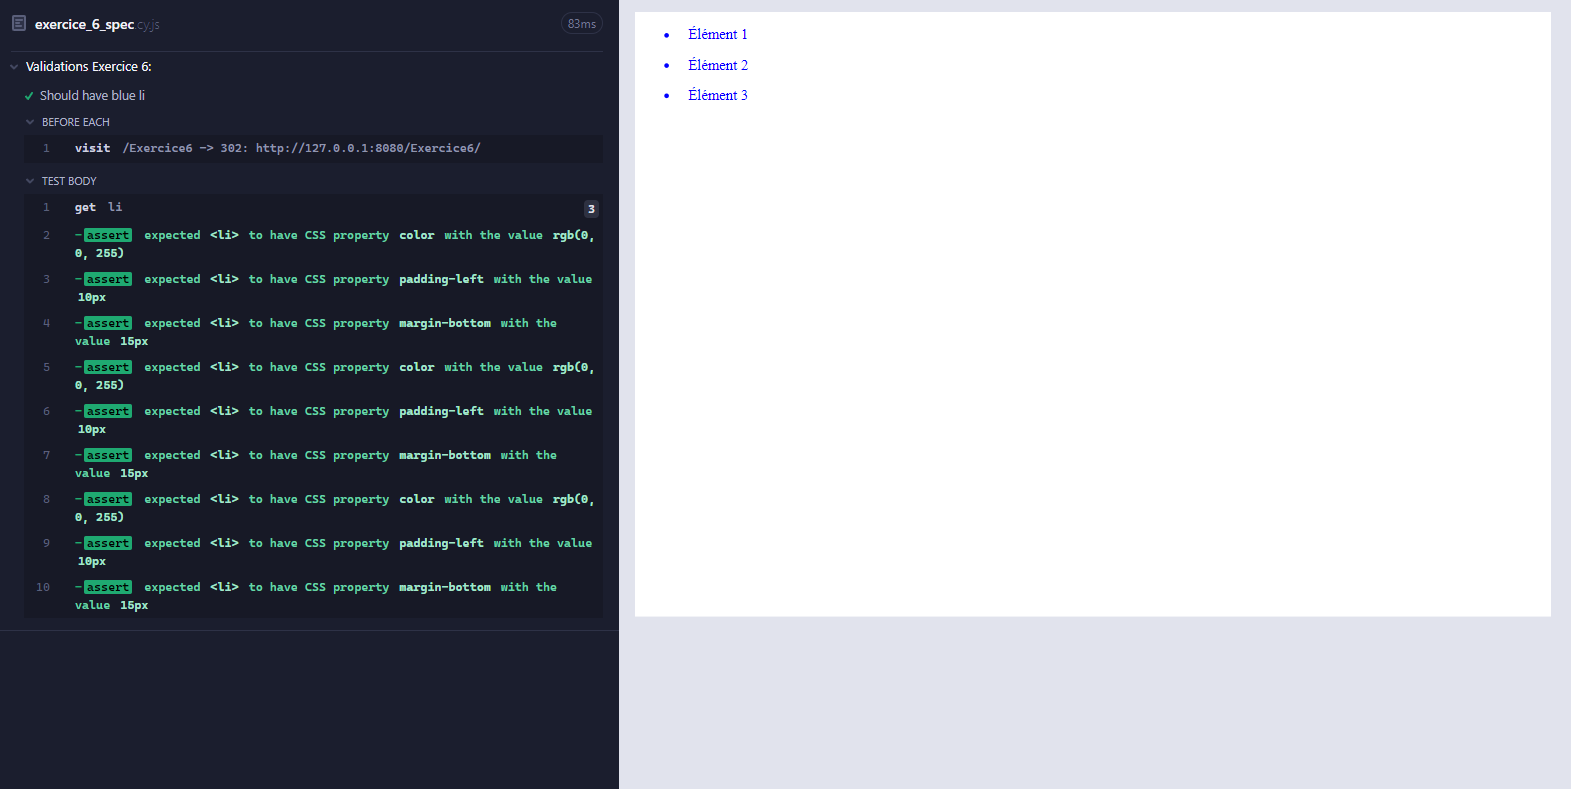 exercice_6_spec.cy.js 83ms
Validations Exercice 6:
Should have blue li
BEFORE EACH
1 visit /Exercice6 -> 302: http://127.0.0.1:8080/Exercice6/
TEST BODY
1 get li 3
2 -assert expected <li> to have CSS property color with the value rgb(0,
0, 255)
3 -assert expected <li> to have CSS property padding-left with the value
10px
4 -assert expected <li> to have CSS property margin-bottom with the
value 15px
5 -assert expected <li> to have CSS property color with the value rgb(0,
0, 255)
6 -assert expected <li> to have CSS property padding-left with the value
10px
7 -assert expected <li> to have CSS property margin-bottom with the
value 15px
8 -assert expected <li> to have CSS property color with the value rgb(0,
0, 255)
9 -assert expected <li> to have CSS property padding-left with the value
10px
10 -assert expected <li> to have CSS property margin-bottom with the
value 15px
• Élément 1
• Élément 2
• Élément 3